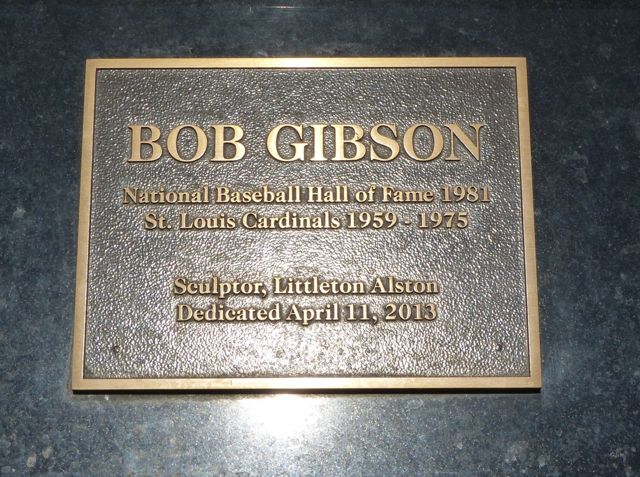 BOB GIBSON
National Baseball Hall of Fame 1981
St. Louis Cardinals 1959 - 1975
Sculptor, Littleton Alston
Dedicated April 11, 2013